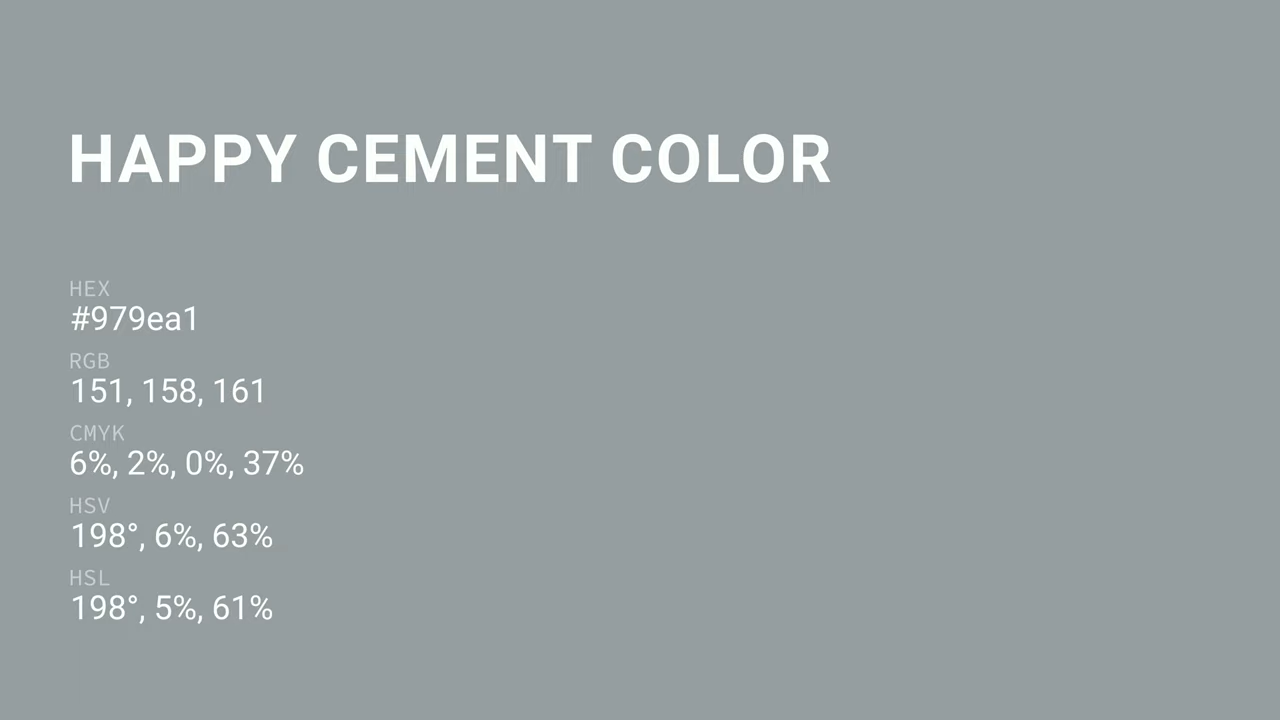 HAPPY CEMENT COLOR
HEX
#979ea1
RGB
151, 158, 161
CMYK
6%, 2%, 0%, 37%
HSV
198°, 6%, 63%
HSL
198°, 5%, 61%